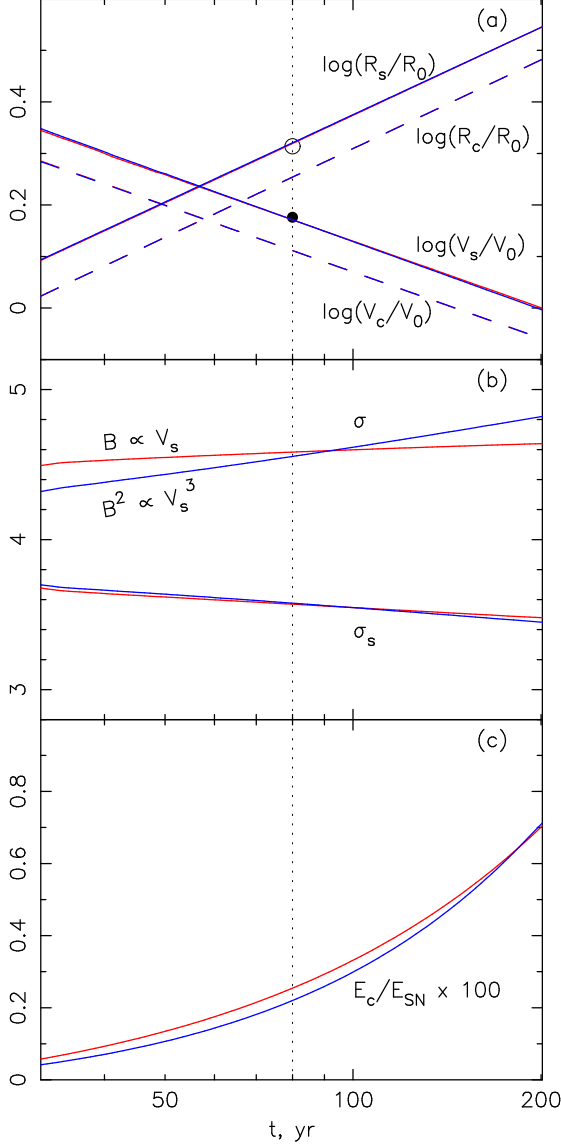 (a)
log(R_s/R_0)
log(R_c/R_0)
log(V_s/V_0)
log(V_c/V_0)
0.4
0.2
0
(b)
σ
B ∝ V_s
B^2 ∝ V_s^3
σ_s
5
4
3
(c)
E_c/E_SN x 100
0.8
0.6
0.4
0.2
0
50 100 200
t, yr